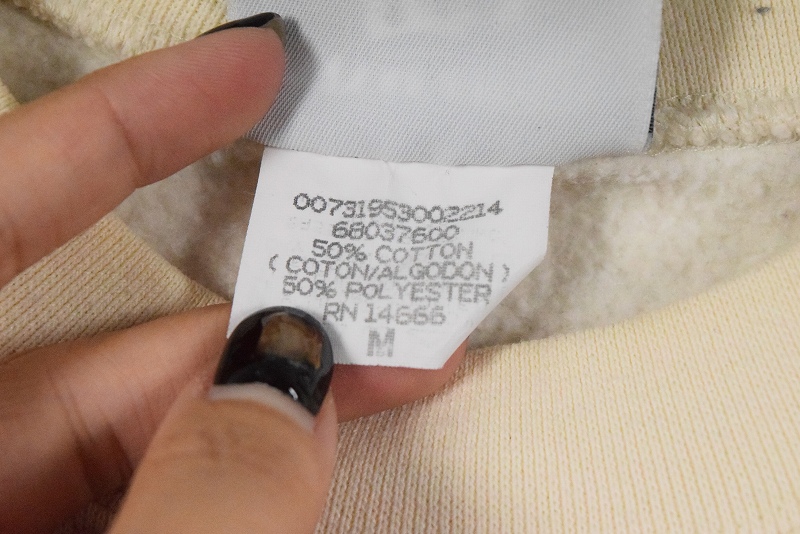 00731953002214
68037600
50% COTTON
(COTON/ALGODON)
50% POLYESTER
RN 14666
M